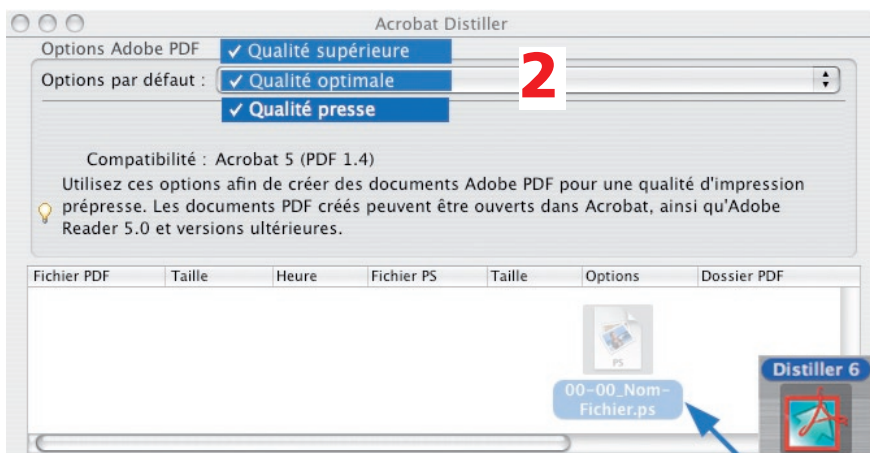 Acrobat Distiller
Options Adobe PDF
✓ Qualité supérieure
Options par défaut :
✓ Qualité optimale
✓ Qualité presse
2
Compatibilité : Acrobat 5 (PDF 1.4)
Utilisez ces options afin de créer des documents Adobe PDF pour une qualité d'impression
prépresse. Les documents PDF créés peuvent être ouverts dans Acrobat, ainsi qu'Adobe
Reader 5.0 et versions ultérieures.
Fichier PDF Taille Heure Fichier PS Taille Options Dossier PDF
PS
00-00_Nom-
Fichier.ps
Distiller 6